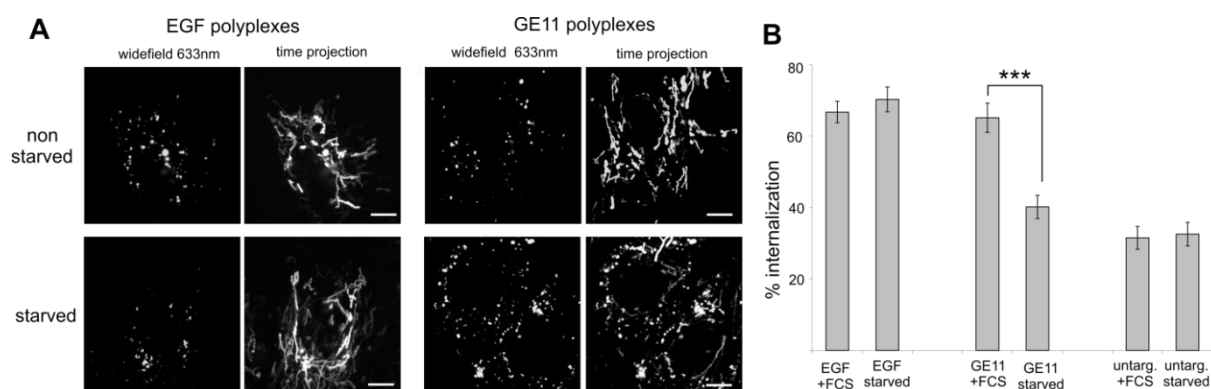 A
EGF polyplexes
widefield 633nm
time projection
GE11 polyplexes
widefield 633nm
time projection
non
starved
starved
B
% internalization
80
60
40
20
***
EGF
+FCS
EGF
starved
GE11
+FCS
GE11
starved
untarg.
+FCS
untarg.
starved